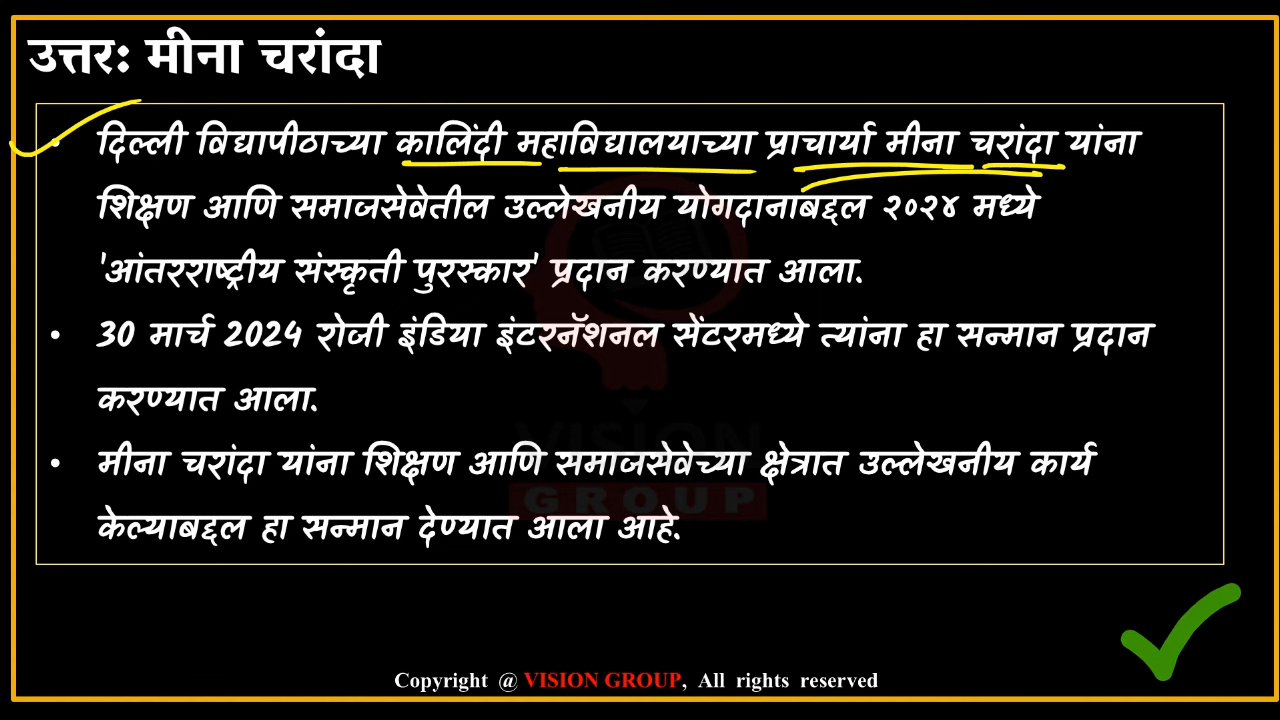 उत्तर: मीना चरांदा
• दिल्ली विद्यापीठाच्या कालिंदी महाविद्यालयाच्या प्राचार्या मीना चरांदा यांना
शिक्षण आणि समाजसेवेतील उल्लेखनीय योगदानाबद्दल २०२४ मध्ये
'आंतरराष्ट्रीय संस्कृती पुरस्कार' प्रदान करण्यात आला.
• 30 मार्च 2024 रोजी इंडिया इंटरनॅशनल सेंटरमध्ये त्यांना हा सन्मान प्रदान
करण्यात आला.
• मीना चरांदा यांना शिक्षण आणि समाजसेवेच्या क्षेत्रात उल्लेखनीय कार्य
केल्याबद्दल हा सन्मान देण्यात आला आहे.
VISION
GROUP
Copyright @ VISION GROUP, All rights reserved